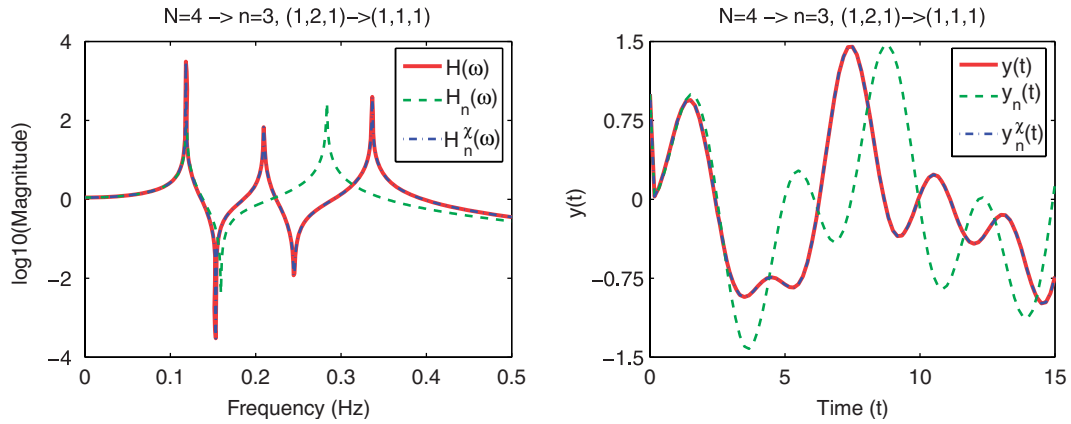 N=4 −> n=3, (1,2,1)−>(1,1,1)
log10(Magnitude)
4
2
0
−2
−4
H(ω)
H_n(ω)
H_n^χ(ω)
0
0.1
0.2
0.3
0.4
0.5
Frequency (Hz)
N=4 −> n=3, (1,2,1)−>(1,1,1)
y(t)
1.5
0.75
0
−0.75
−1.5
y(t)
y_n(t)
y_n^χ(t)
0
5
10
15
Time (t)